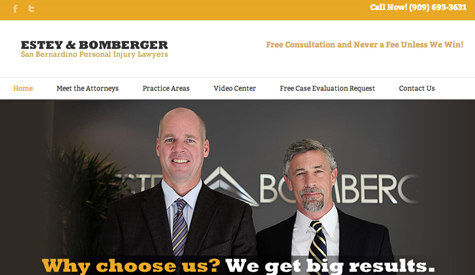 Call Now! (909) 693-3631
ESTEY & BOMBERGER
San Bernardino Personal Injury Lawyers
Free Consultation and Never a Fee Unless We Win!
Home Meet the Attorneys Practice Areas Video Center Free Case Evaluation Request Contact Us
BOMBERG
Why choose us? We get big results.